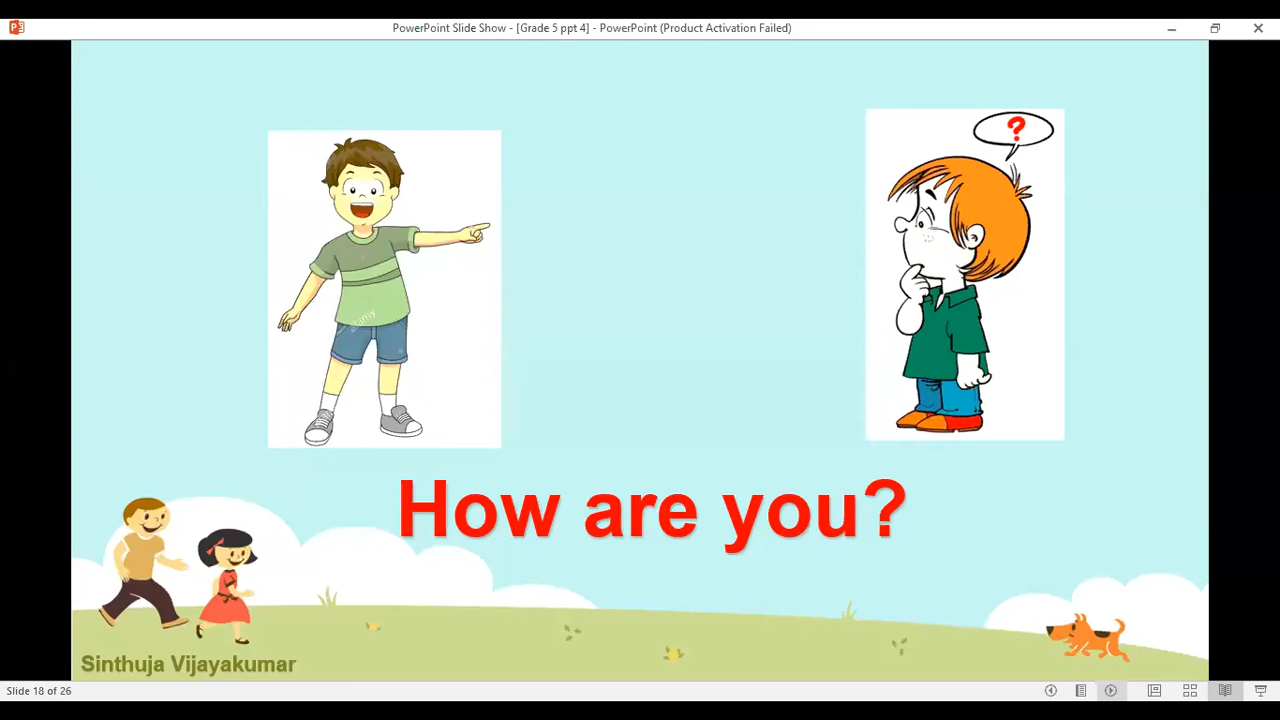 PowerPoint Slide Show - [Grade 5 ppt 4] - PowerPoint (Product Activation Failed)
?
alamy
How are you?
Sinthuja Vijayakumar
Slide 18 of 26